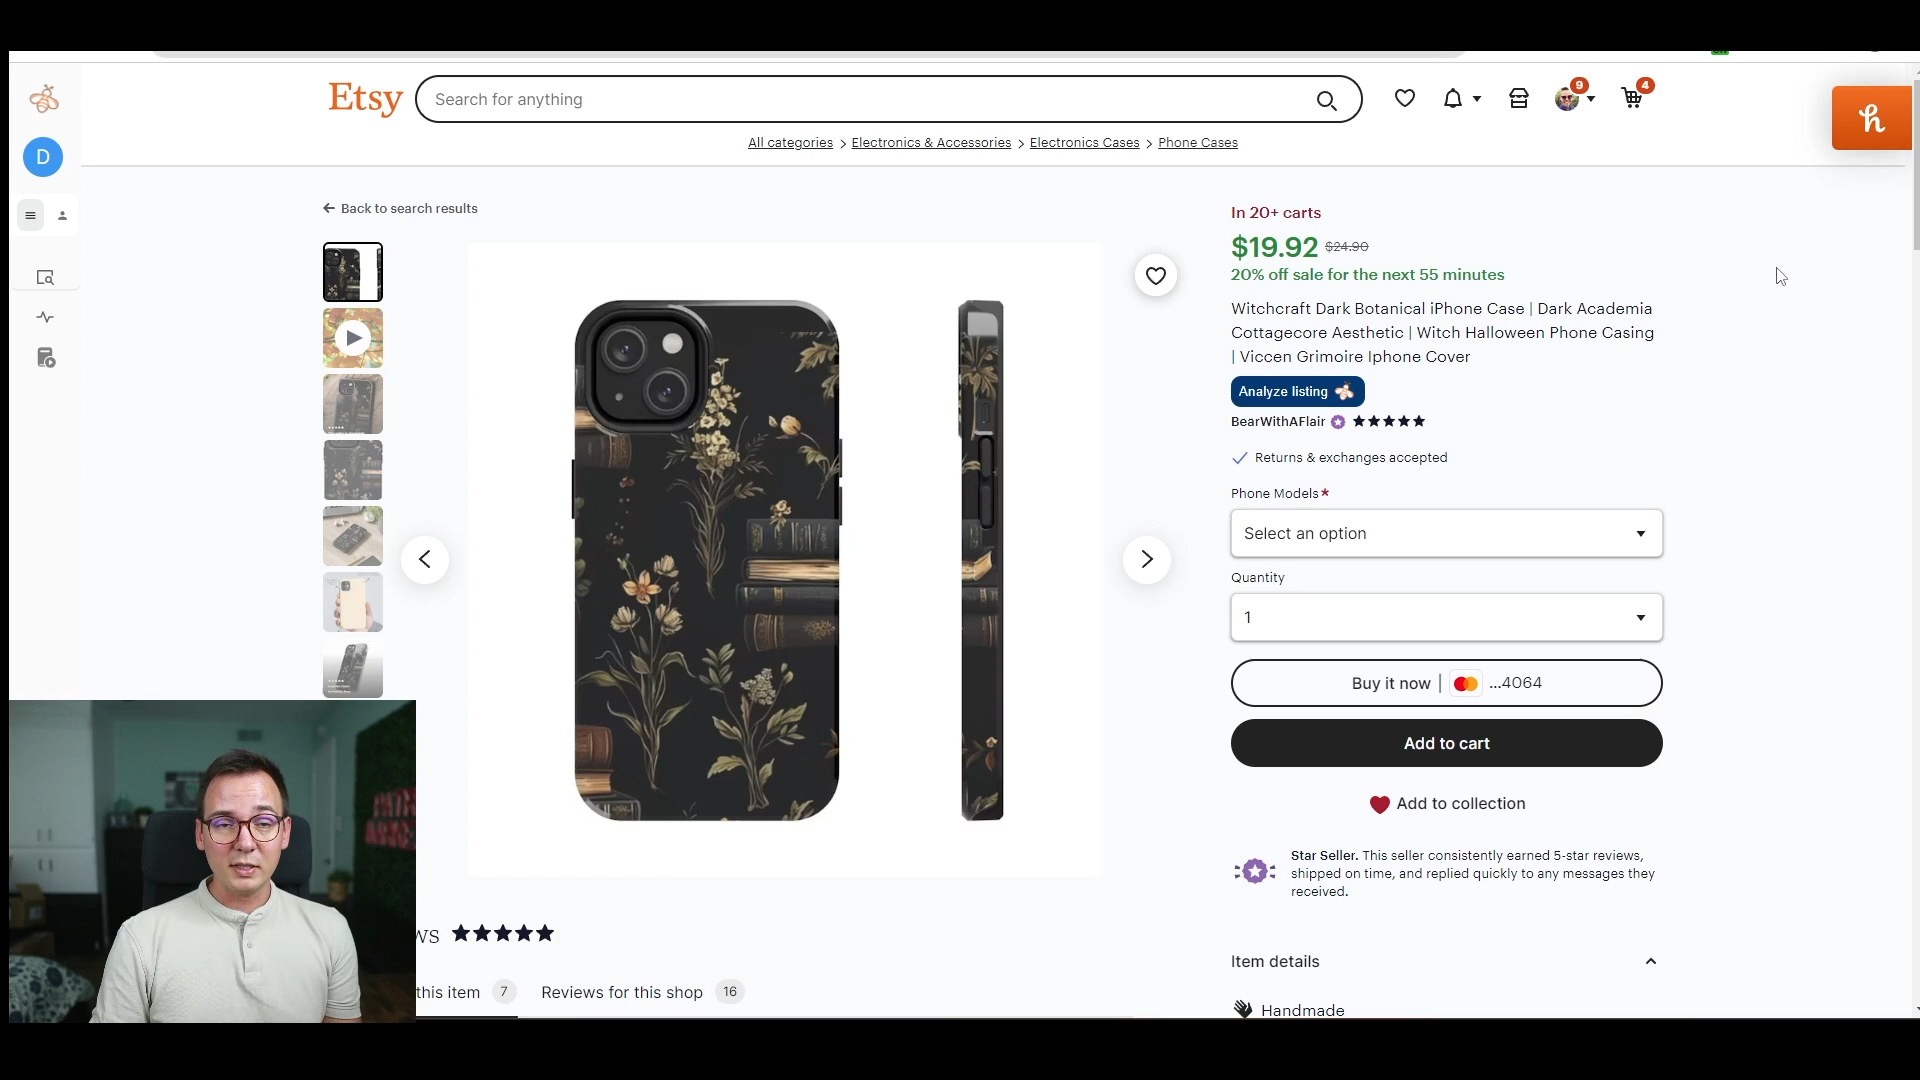 Etsy
Search for anything
9
4
D
All categories > Electronics & Accessories > Electronics Cases > Phone Cases
Back to search results
In 20+ carts
$19.92 $24.90
20% off sale for the next 55 minutes
Witchcraft Dark Botanical iPhone Case | Dark Academia
Cottagecore Aesthetic | Witch Halloween Phone Casing
| Viccen Grimoire Iphone Cover
Analyze listing
BearWithAFlair
Returns & exchanges accepted
Phone Models*
Select an option
Quantity
1
Buy it now | ...4064
Add to cart
Add to collection
Star Seller. This seller consistently earned 5-star reviews,
shipped on time, and replied quickly to any messages they
received.
Item details
Handmade
ws
this item 7 Reviews for this shop 16